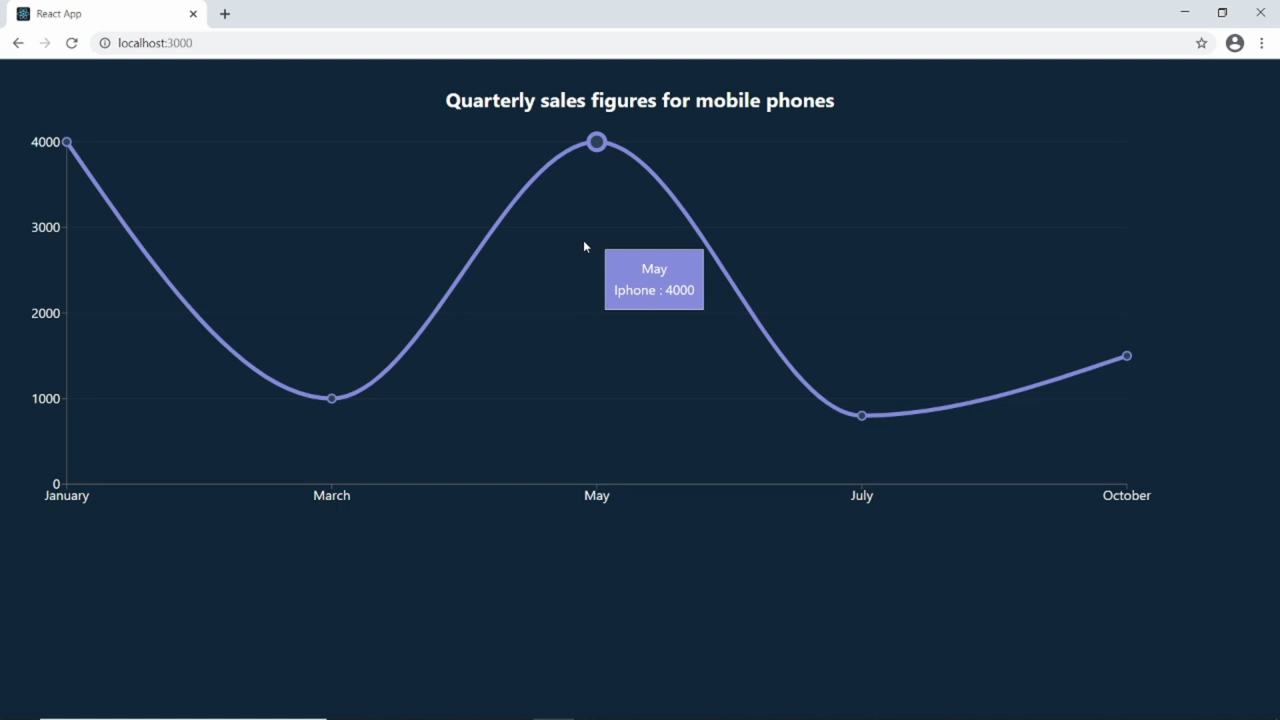 React App
localhost:3000
Quarterly sales figures for mobile phones
4000
3000
2000
1000
0
May
Iphone : 4000
January
March
May
July
October